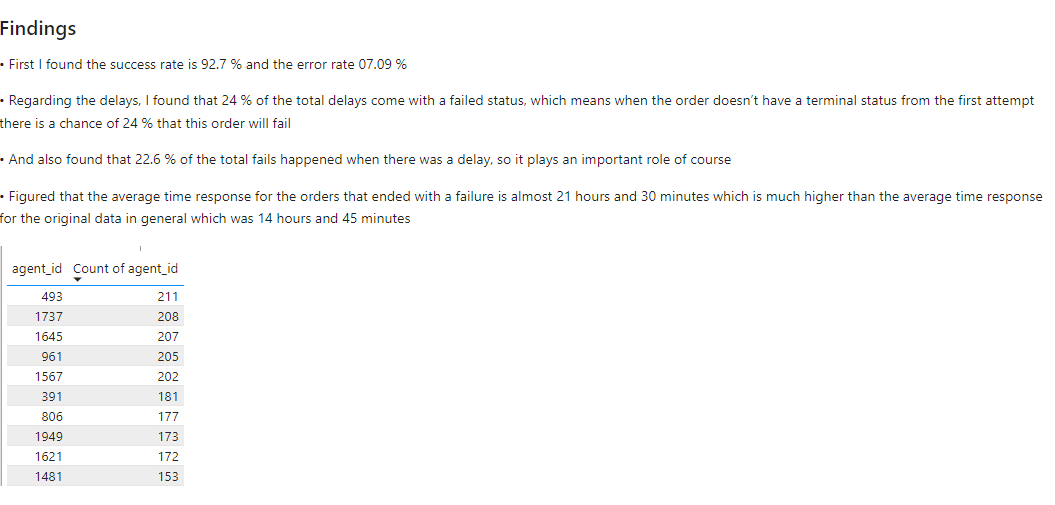 Findings
• First I found the success rate is 92.7 % and the error rate 07.09 %
• Regarding the delays, I found that 24 % of the total delays come with a failed status, which means when the order doesn't have a terminal status from the first attempt
there is a chance of 24 % that this order will fail
• And also found that 22.6 % of the total fails happened when there was a delay, so it plays an important role of course
• Figured that the average time response for the orders that ended with a failure is almost 21 hours and 30 minutes which is much higher than the average time response
for the original data in general which was 14 hours and 45 minutes
agent_id Count of agent_id
493 211
1737 208
1645 207
961 205
1567 202
391 181
806 177
1949 173
1621 172
1481 153